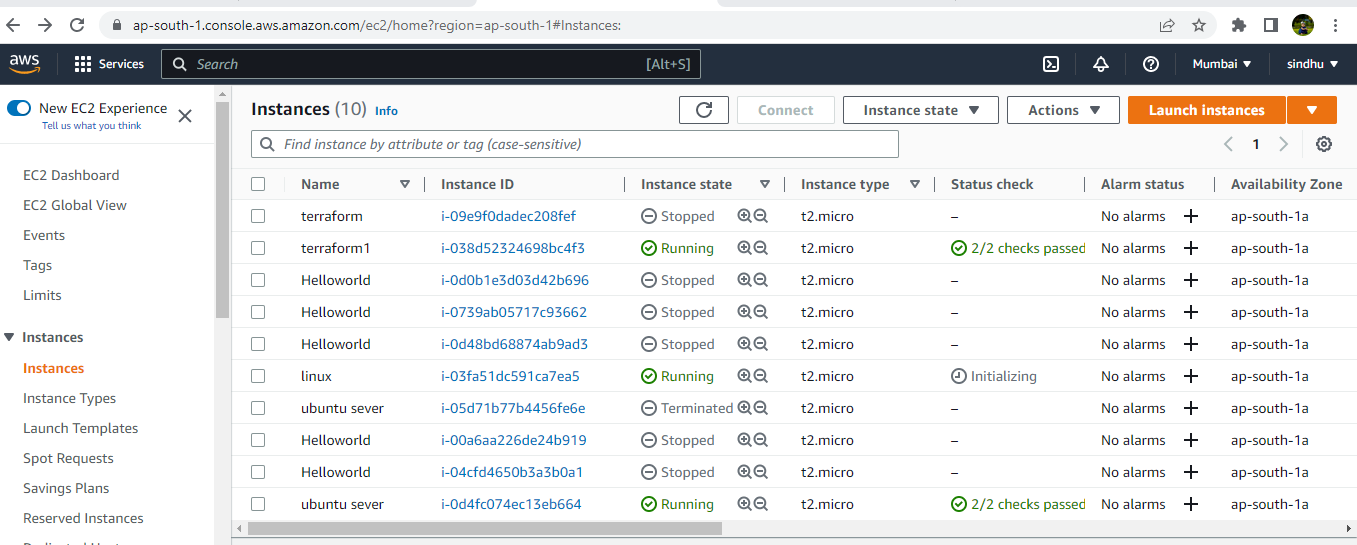 ap-south-1.console.aws.amazon.com/ec2/home?region=ap-south-1#Instances:
aws Services Search [Alt+S] Mumbai sindhu
New EC2 Experience
Tell us what you think
EC2 Dashboard
EC2 Global View
Events
Tags
Limits
Instances
Instances
Instance Types
Launch Templates
Spot Requests
Savings Plans
Reserved Instances
Instances (10) Info Connect Instance state Actions Launch instances
Find instance by attribute or tag (case-sensitive) 1
Name Instance ID Instance state Instance type Status check Alarm status Availability Zone
terraform i-09e9f0dadec208fef Stopped t2.micro – No alarms ap-south-1a
terraform1 i-038d52324698bc4f3 Running t2.micro 2/2 checks passed No alarms ap-south-1a
Helloworld i-0d0b1e3d03d42b696 Stopped t2.micro – No alarms ap-south-1a
Helloworld i-0739ab05717c93662 Stopped t2.micro – No alarms ap-south-1a
Helloworld i-0d48bd68874ab9ad3 Stopped t2.micro – No alarms ap-south-1a
linux i-03fa51dc591ca7ea5 Running t2.micro Initializing No alarms ap-south-1a
ubuntu sever i-05d71b77b4456fe6e Terminated t2.micro – No alarms ap-south-1a
Helloworld i-00a6aa226de24b919 Stopped t2.micro – No alarms ap-south-1a
Helloworld i-04cfd4650b3a3b0a1 Stopped t2.micro – No alarms ap-south-1a
ubuntu sever i-0d4fc074ec13eb664 Running t2.micro 2/2 checks passed No alarms ap-south-1a